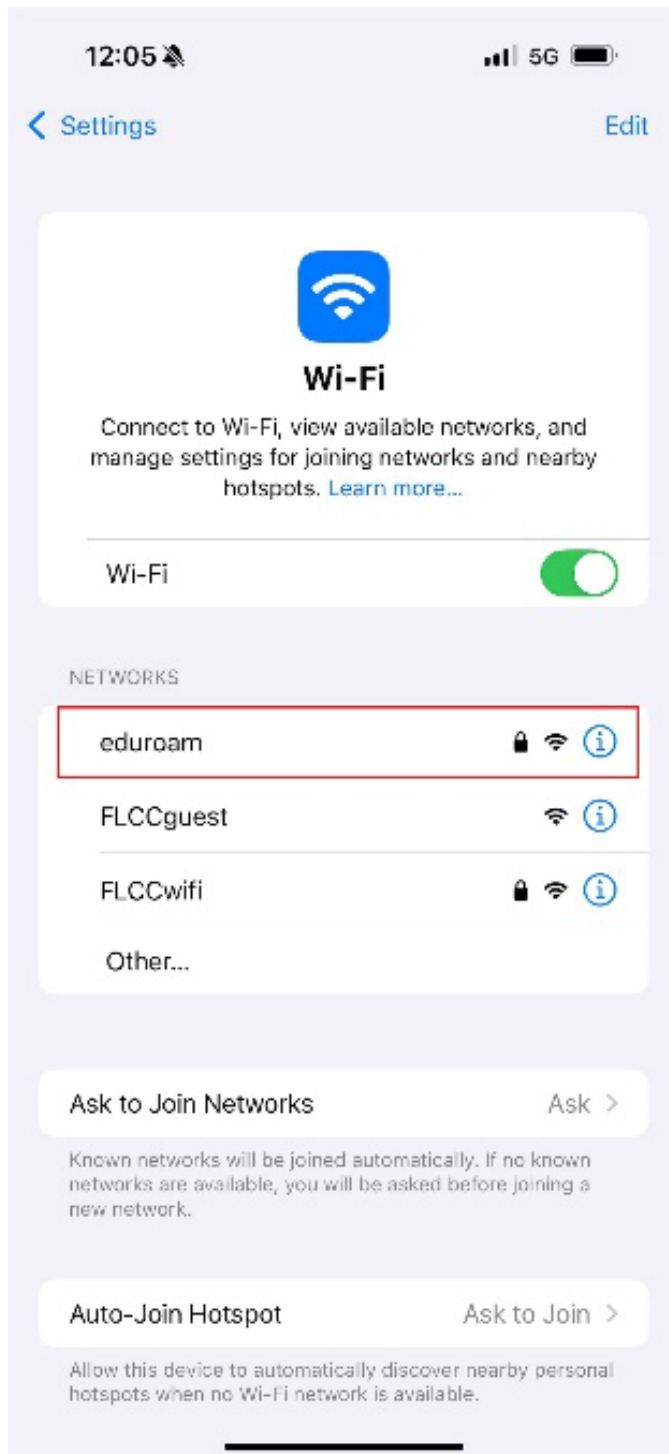 12:05
5G
Settings
Edit
Wi-Fi
Connect to Wi-Fi, view available networks, and
manage settings for joining networks and nearby
hotspots. Learn more...
Wi-Fi
NETWORKS
eduroam
FLCCguest
FLCCwifi
Other...
Ask to Join Networks
Ask
Known networks will be joined automatically. If no known
networks are available, you will be asked before joining a
new network.
Auto-Join Hotspot
Ask to Join
Allow this device to automatically discover nearby personal
hotspots when no Wi-Fi network is available.